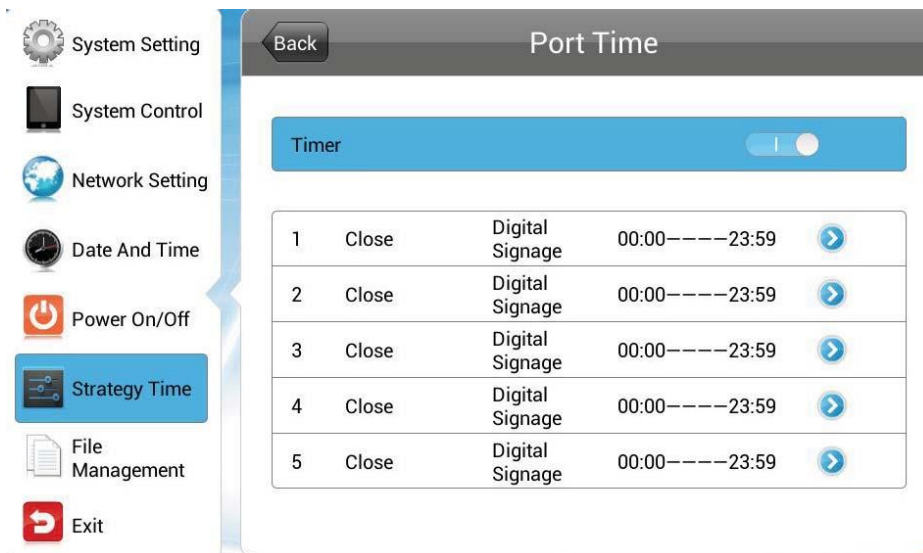 System Setting
System Control
Network Setting
Date And Time
Power On/Off
Strategy Time
File
Management
Exit
Back
Port Time
Timer
1 Close Digital Signage 00:00————23:59
2 Close Digital Signage 00:00————23:59
3 Close Digital Signage 00:00————23:59
4 Close Digital Signage 00:00————23:59
5 Close Digital Signage 00:00————23:59